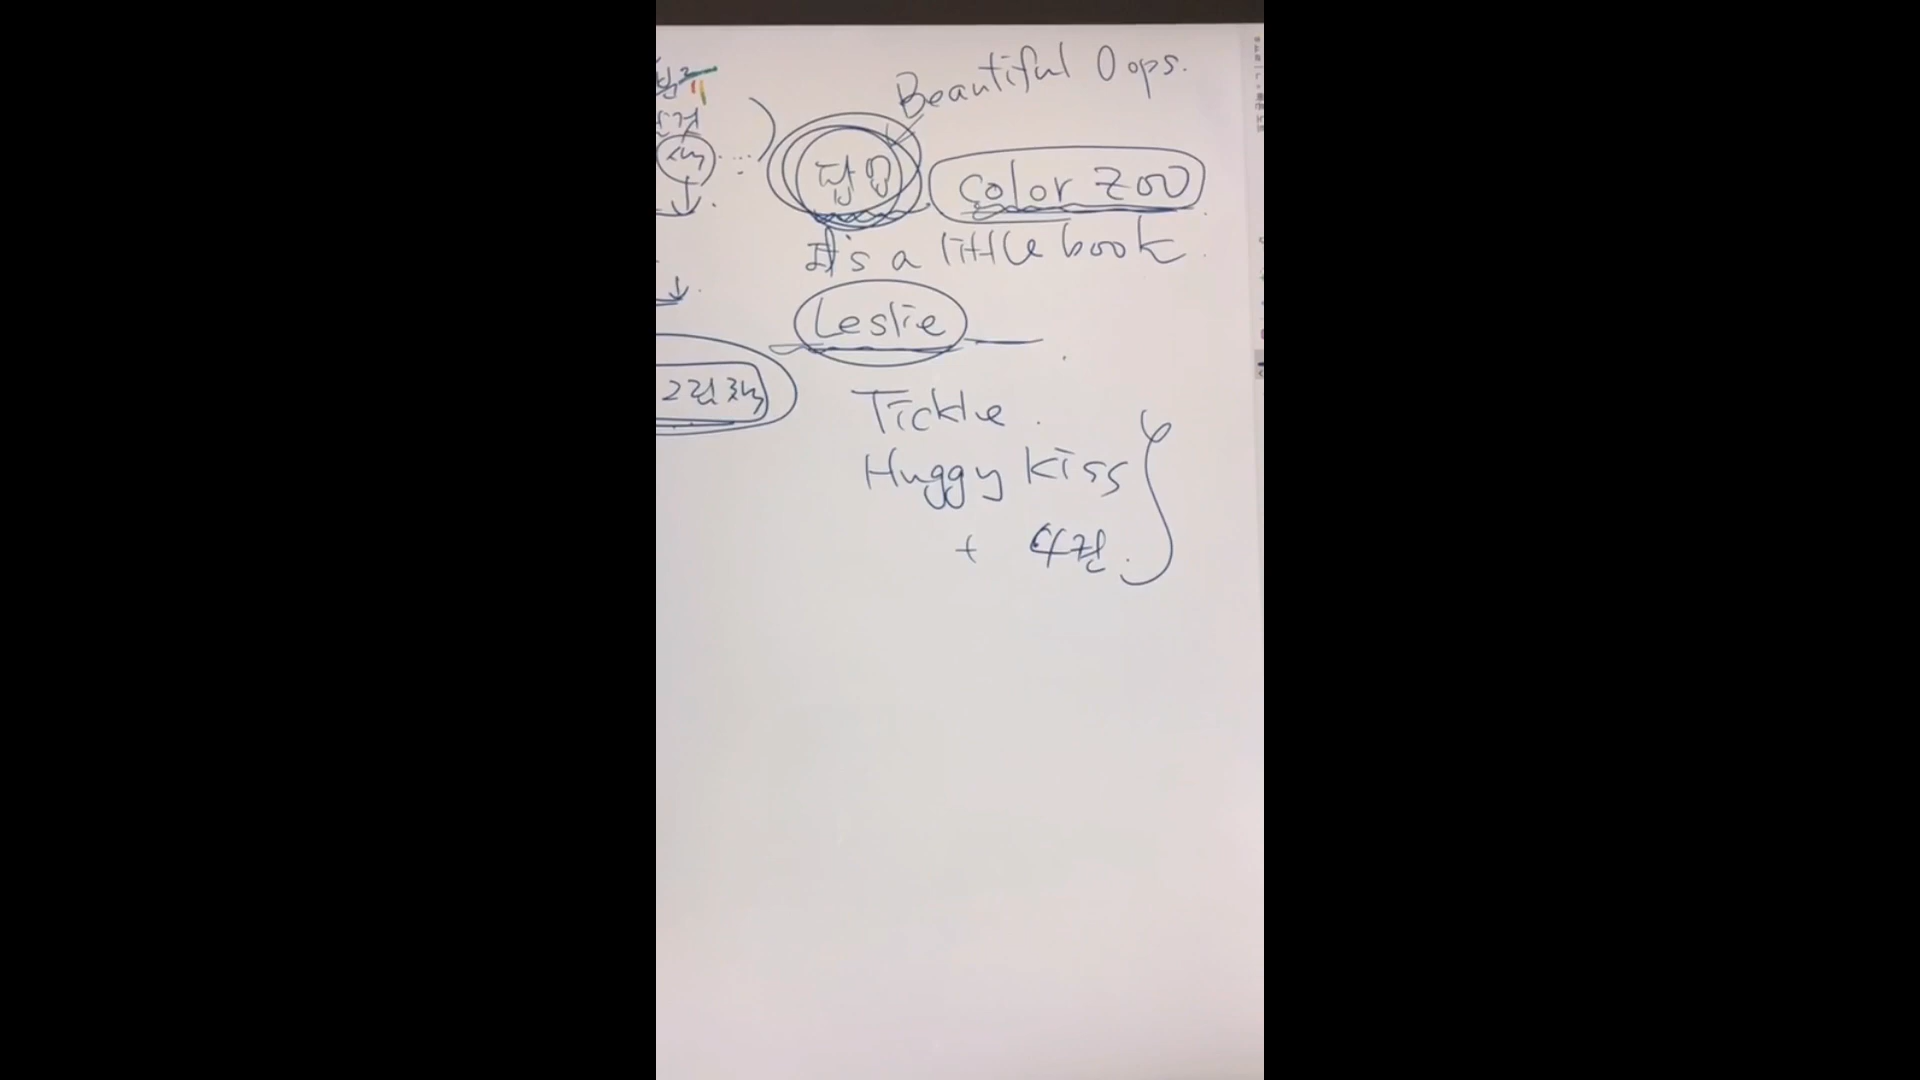 Beautiful Oops.
팝업
color zoo
It's a little book
Leslie
그림책
Tickle.
Huggy Kiss
+ 4권.